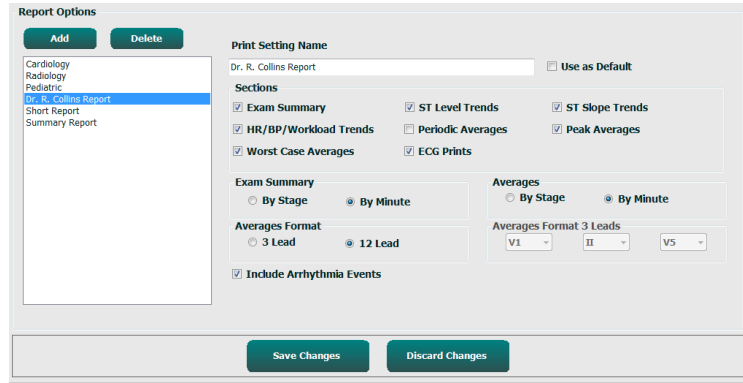 Report Options
Add Delete
Cardiology
Radiology
Pediatric
Dr. R. Collins Report
Short Report
Summary Report
Print Setting Name
Dr. R. Collins Report Use as Default
Sections
Exam Summary ST Level Trends ST Slope Trends
HR/BP/Workload Trends Periodic Averages Peak Averages
Worst Case Averages ECG Prints
Exam Summary
By Stage By Minute
Averages
By Stage By Minute
Averages Format
3 Lead 12 Lead
Averages Format 3 Leads
V1 II V5
Include Arrhythmia Events
Save Changes Discard Changes